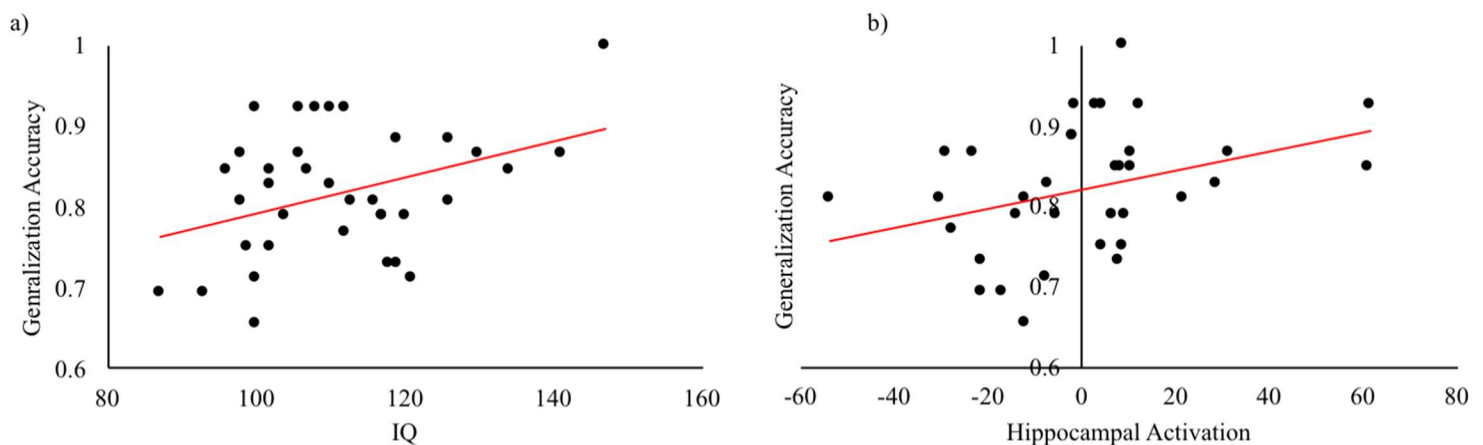 a)
Genralization Accuracy
1
0.9
0.8
0.7
0.6
80 100 120 140 160
IQ
b)
Generalization Accuracy
1
0.9
0.8
0.7
0.6
-60 -40 -20 0 20 40 60 80
Hippocampal Activation